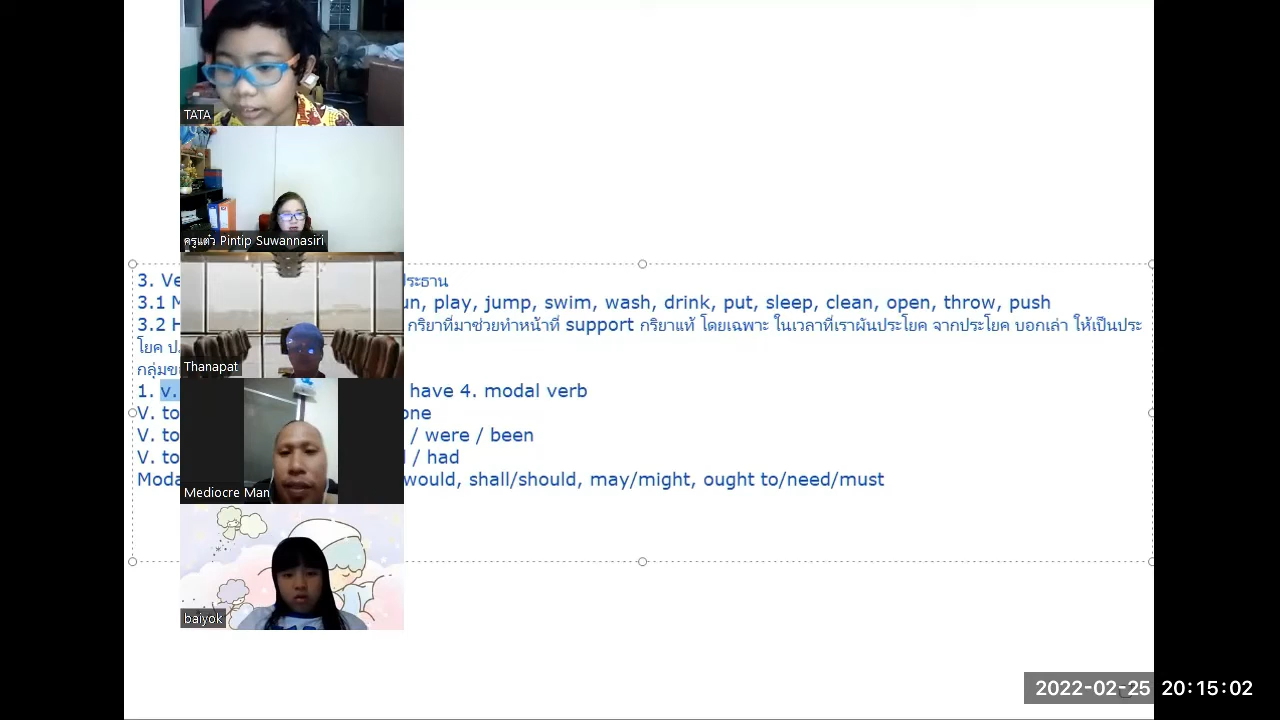 TATA
ครูแต๋ว Pintip Suwannasiri
3. Ve ประธาน
3.1 M un, play, jump, swim, wash, drink, put, sleep, clean, open, throw, push
3.2 H กริยาที่มาช่วยทำหน้าที่ support กริยาแท้ โดยเฉพาะ ในเวลาที่เราผันประโยค จากประโยค บอกเล่า ให้เป็นประ
โยค ป.
Thanapat
กลุ่มข
1. v. have 4. modal verb
V. to one
V. to / were / been
V. to / had
Moda would, shall/should, may/might, ought to/need/must
Mediocre Man
baiyok
2022-02-25 20:15:02